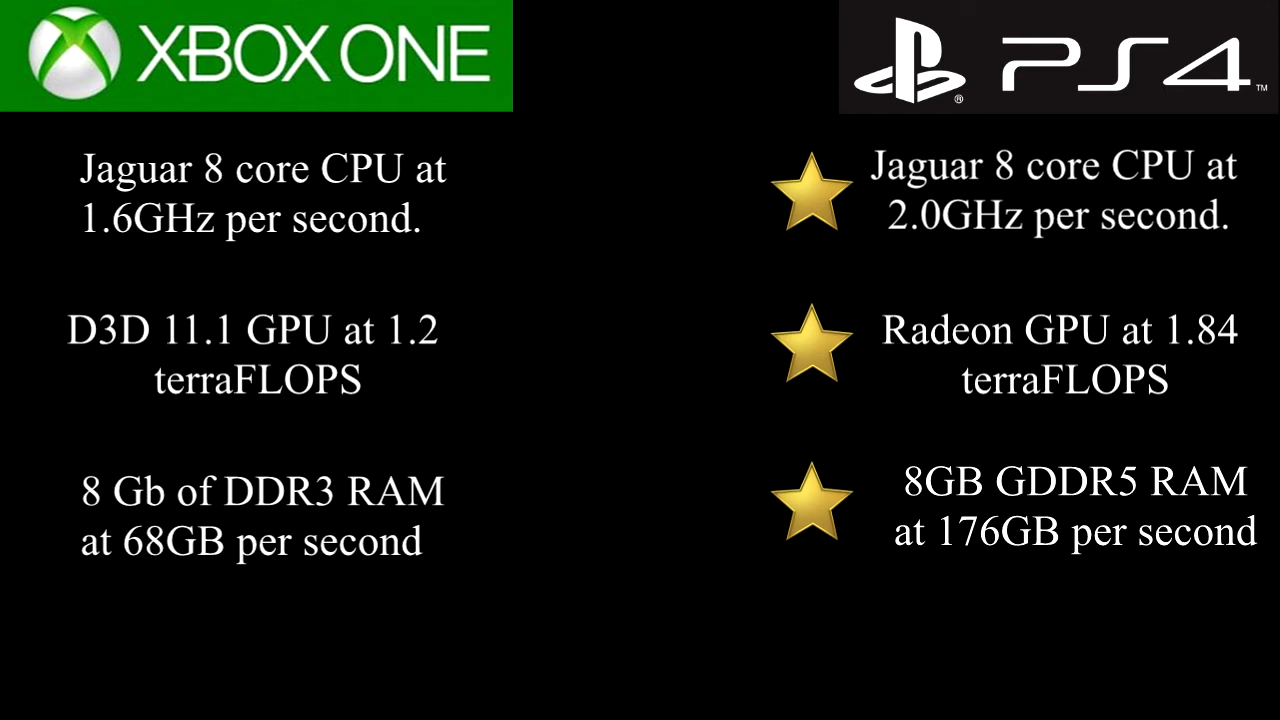 XBOX ONE
PS4™
®
Jaguar 8 core CPU at
1.6GHz per second.
Jaguar 8 core CPU at
2.0GHz per second.
D3D 11.1 GPU at 1.2
terraFLOPS
Radeon GPU at 1.84
terraFLOPS
8 Gb of DDR3 RAM
at 68GB per second
8GB GDDR5 RAM
at 176GB per second